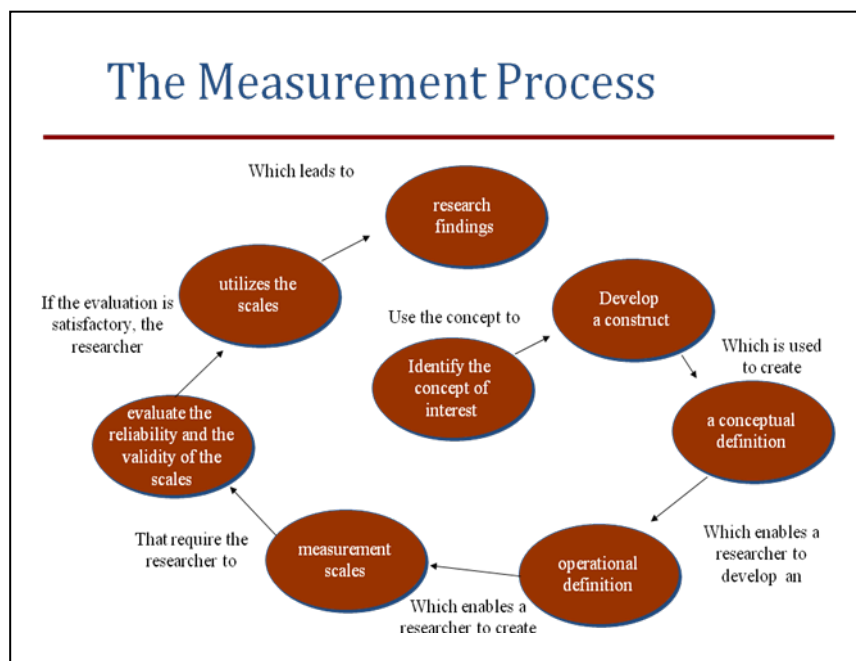 The Measurement Process
Which leads to
research
findings
utilizes the
scales
If the evaluation is
satisfactory, the
researcher
Use the concept to
Develop
a construct
Identify the
concept of
interest
Which is used
to create
a conceptual
definition
evaluate the
reliability and the
validity of the
scales
That require the
researcher to
measurement
scales
Which enables a
researcher to create
operational
definition
Which enables a
researcher to
develop an